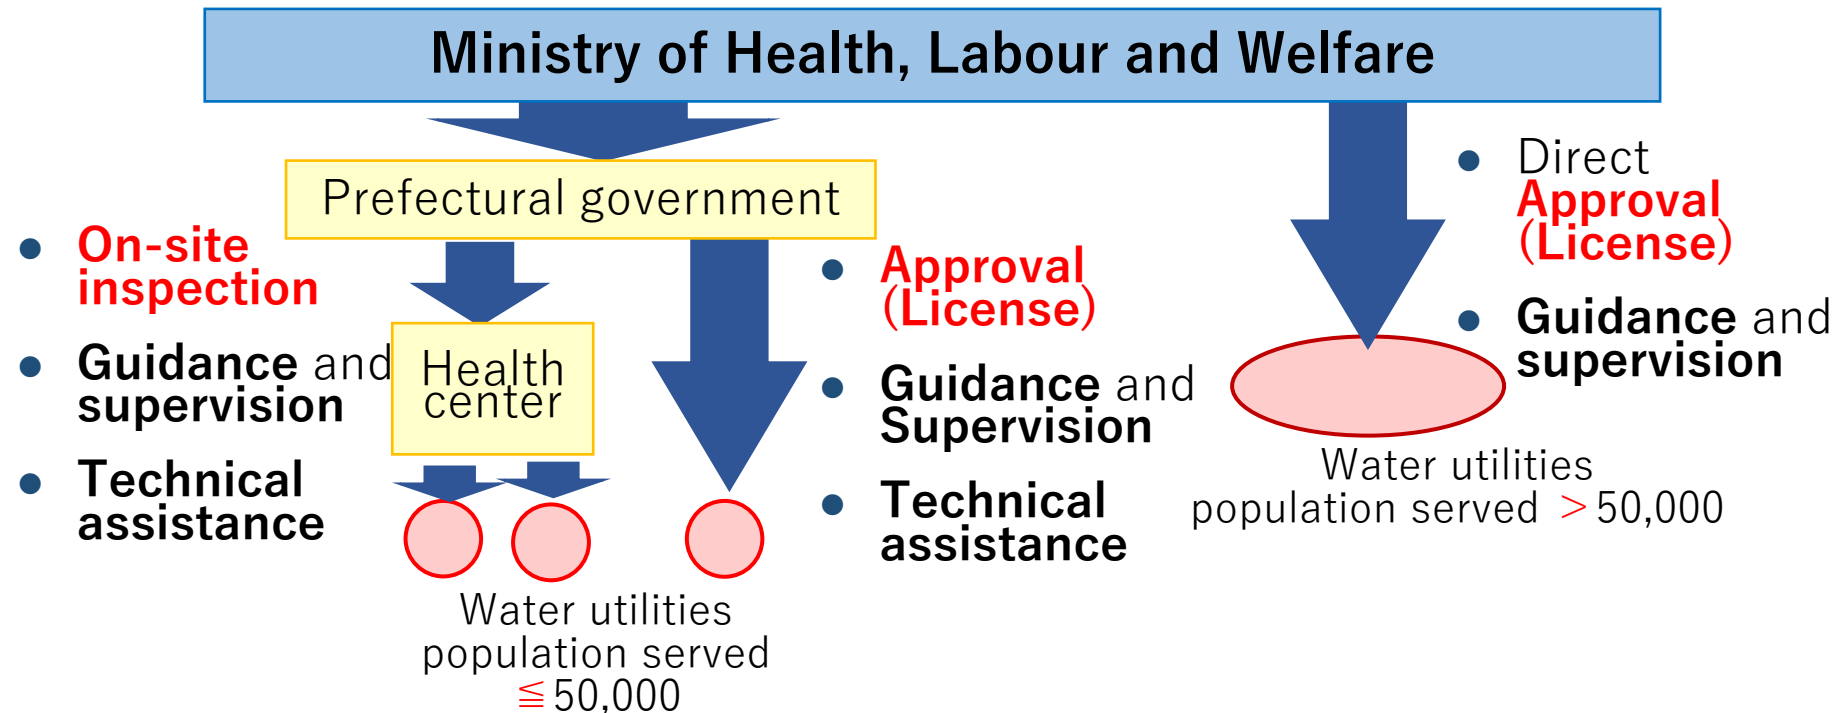 Ministry of Health, Labour and Welfare
Prefectural government
On-site
inspection
Guidance and
supervision
Technical
assistance
Health
center
Approval
(License)
Guidance and
Supervision
Technical
assistance
Direct
Approval
(License)
Guidance and
supervision
Water utilities
population served > 50,000
Water utilities
population served
≦ 50,000